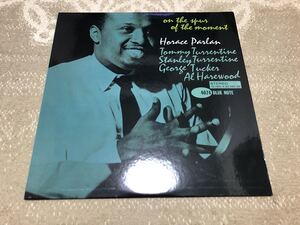 on the spur
of the moment
Horace Parlan
Tommy Turrentine
Stanley Turrentine
George Tucker
Al Harewood
BLUE NOTE